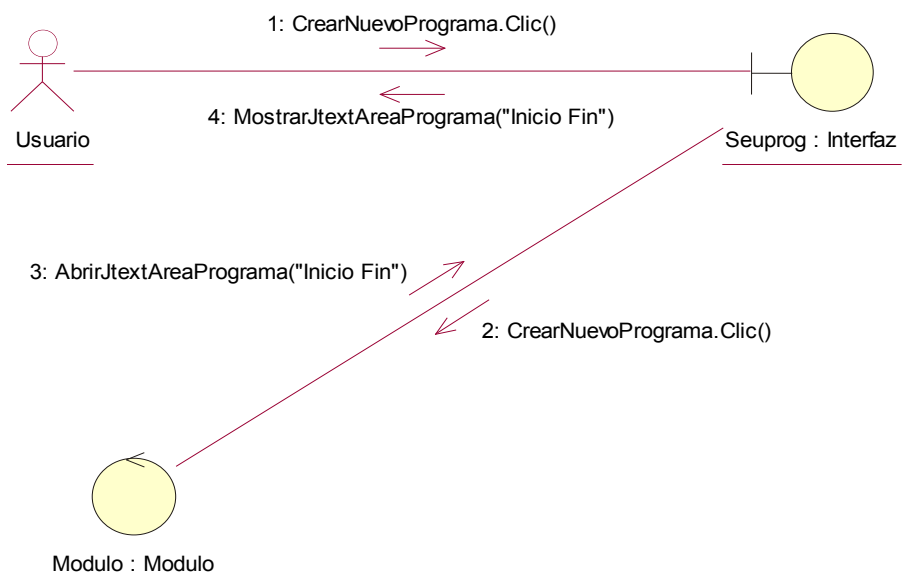 1: CrearNuevoPrograma.Clic()
4: MostrarJtextAreaPrograma("Inicio Fin")
Usuario
Seuprog : Interfaz
3: AbrirJtextAreaPrograma("Inicio Fin")
2: CrearNuevoPrograma.Clic()
Modulo : Modulo